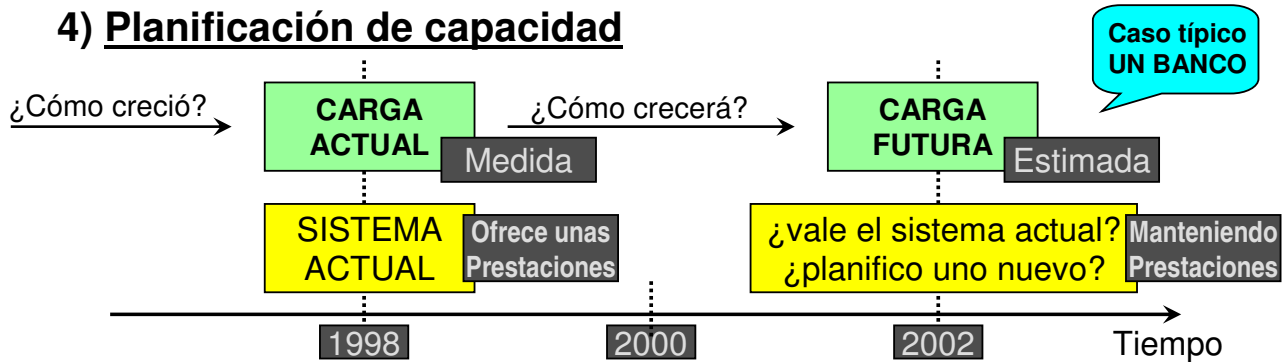 4) Planificación de capacidad
Caso típico
UN BANCO
¿Cómo creció?
CARGA
ACTUAL
Medida
¿Cómo crecerá?
CARGA
FUTURA
Estimada
SISTEMA
ACTUAL
Ofrece unas
Prestaciones
¿vale el sistema actual?
¿planifico uno nuevo?
Manteniendo
Prestaciones
1998
2000
2002
Tiempo